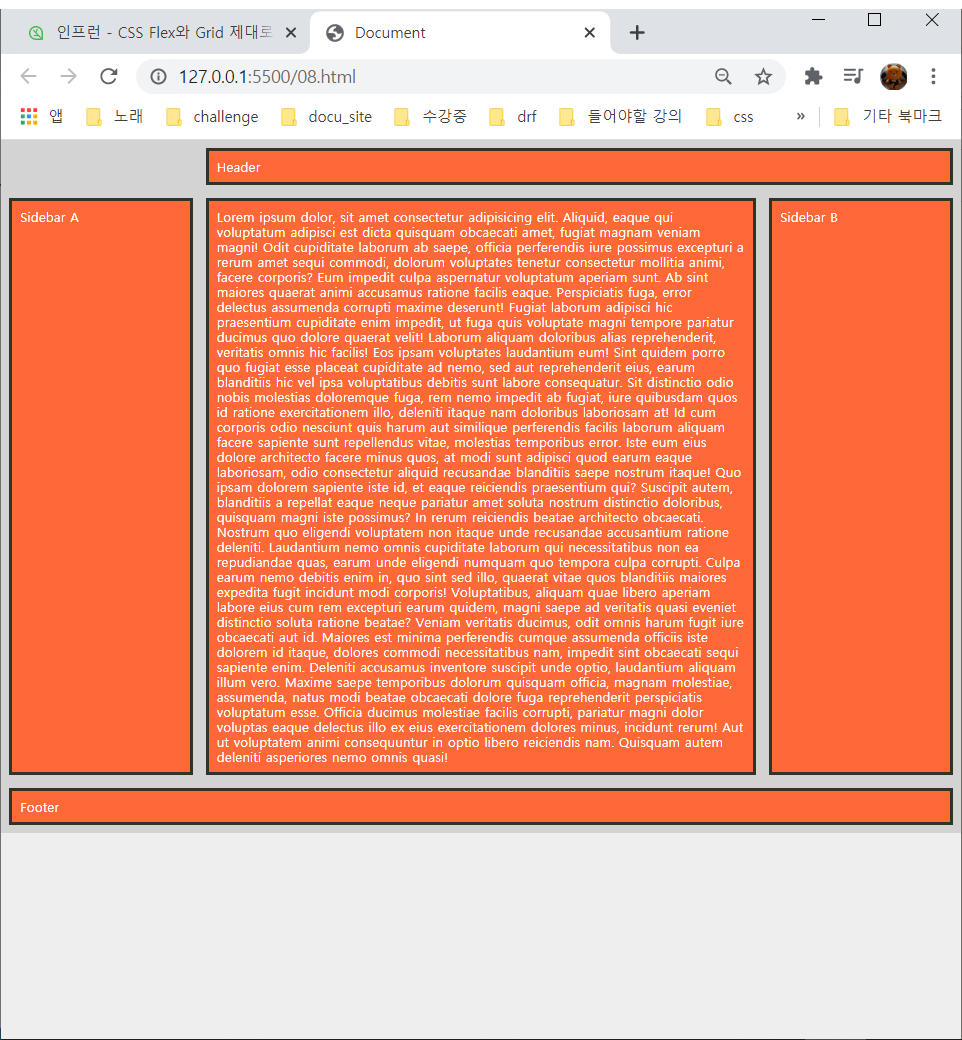 인프런 - CSS Flex와 Grid 제대로
Document
127.0.0.1:5500/08.html
앱 노래 challenge docu_site 수강중 drf 들어야할 강의 css » 기타 북마크
Header
Sidebar A
Lorem ipsum dolor, sit amet consectetur adipisicing elit. Aliquid, eaque qui
voluptatum adipisci est dicta quisquam obcaecati amet, fugiat magnam veniam
magni! Odit cupiditate laborum ab saepe, officia perferendis iure possimus excepturi a
rerum amet sequi commodi, dolorum voluptates tenetur consectetur mollitia animi,
facere corporis? Eum impedit culpa aspernatur voluptatum aperiam sunt. Ab sint
maiores quaerat animi accusamus ratione facilis eaque. Perspiciatis fuga, error
delectus assumenda corrupti maxime deserunt! Fugiat laborum adipisci hic
praesentium cupiditate enim impedit, ut fuga quis voluptate magni tempore pariatur
ducimus quo dolore quaerat velit! Laborum aliquam doloribus alias reprehenderit,
veritatis omnis hic facilis! Eos ipsam voluptates laudantium eum! Sint quidem porro
quo fugiat esse placeat cupiditate ad nemo, sed aut reprehenderit eius, earum
blanditiis hic vel ipsa voluptatibus debitis sunt labore consequatur. Sit distinctio odio
nobis molestias doloremque fuga, rem nemo impedit ab fugiat, iure quibusdam quos
id ratione exercitationem illo, deleniti itaque nam doloribus laboriosam at! Id cum
corporis odio nesciunt quis harum aut similique perferendis facilis laborum aliquam
facere sapiente sunt repellendus vitae, molestias temporibus error. Iste eum eius
dolore architecto facere minus quos, at modi sunt adipisci quod earum eaque
laboriosam, odio consectetur aliquid recusandae blanditiis saepe nostrum itaque! Quo
ipsam dolorem sapiente iste id, et eaque reiciendis praesentium qui? Suscipit autem,
blanditiis a repellat eaque neque pariatur amet soluta nostrum distinctio doloribus,
quisquam magni iste possimus? In rerum reiciendis beatae architecto obcaecati.
Nostrum quo eligendi voluptatem non itaque unde recusandae accusantium ratione
deleniti. Laudantium nemo omnis cupiditate laborum qui necessitatibus non ea
repudiandae quas, earum unde eligendi numquam quo tempora culpa corrupti. Culpa
earum nemo debitis enim in, quo sint sed illo, quaerat vitae quos blanditiis maiores
expedita fugit incidunt modi corporis! Voluptatibus, aliquam quae libero aperiam
labore eius cum rem excepturi earum quidem, magni saepe ad veritatis quasi eveniet
distinctio soluta ratione beatae? Veniam veritatis ducimus, odit omnis harum fugit iure
obcaecati aut id. Maiores est minima perferendis cumque assumenda officiis iste
dolorem id itaque, dolores commodi necessitatibus nam, impedit sint obcaecati sequi
sapiente enim. Deleniti accusamus inventore suscipit unde optio, laudantium aliquam
illum vero. Maxime saepe temporibus dolorum quisquam officia, magnam molestiae,
assumenda, natus modi beatae obcaecati dolore fuga reprehenderit perspiciatis
voluptatum esse. Officia ducimus molestiae facilis corrupti, pariatur magni dolor
voluptas eaque delectus illo ex eius exercitationem dolores minus, incidunt rerum! Aut
ut voluptatem animi consequuntur in optio libero reiciendis nam. Quisquam autem
deleniti asperiores nemo omnis quasi!
Sidebar B
Footer